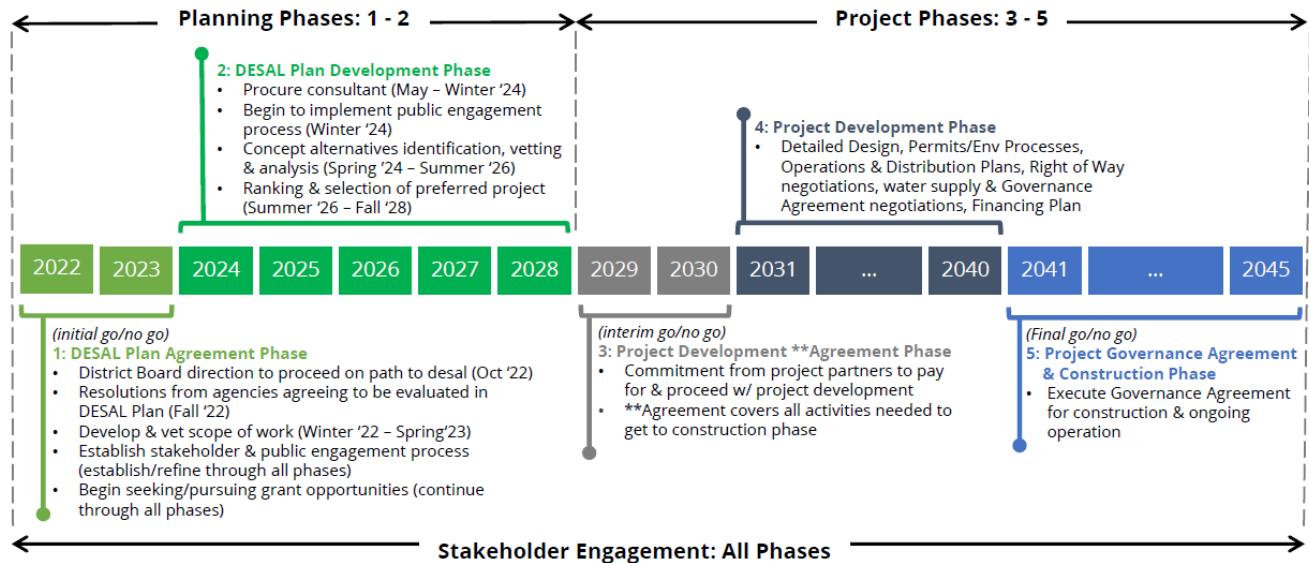 Planning Phases: 1 - 2
Project Phases: 3 - 5
2: DESAL Plan Development Phase
• Procure consultant (May – Winter ‘24)
• Begin to implement public engagement
process (Winter ‘24)
• Concept alternatives identification, vetting
& analysis (Spring ‘24 – Summer ‘26)
• Ranking & selection of preferred project
(Summer ‘26 – Fall ‘28)
4: Project Development Phase
• Detailed Design, Permits/Env Processes,
Operations & Distribution Plans, Right of Way
negotiations, water supply & Governance
Agreement negotiations, Financing Plan
2022 2023 2024 2025 2026 2027 2028 2029 2030 2031 ... 2040 2041 ... 2045
(initial go/no go)
1: DESAL Plan Agreement Phase
• District Board direction to proceed on path to desal (Oct ‘22)
• Resolutions from agencies agreeing to be evaluated in
DESAL Plan (Fall ‘22)
• Develop & vet scope of work (Winter ‘22 – Spring‘23)
• Establish stakeholder & public engagement process
(establish/refine through all phases)
• Begin seeking/pursuing grant opportunities (continue
through all phases)
(interim go/no go)
3: Project Development **Agreement Phase
• Commitment from project partners to pay
for & proceed w/ project development
• **Agreement covers all activities needed to
get to construction phase
(Final go/no go)
5: Project Governance Agreement
& Construction Phase
• Execute Governance Agreement
for construction & ongoing
operation
Stakeholder Engagement: All Phases